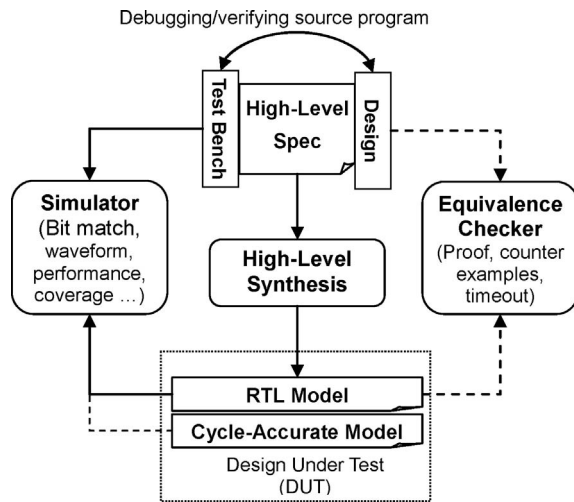 Debugging/verifying source program
Test Bench
High-Level
Spec
Design
Simulator
(Bit match,
waveform,
performance,
coverage ...)
High-Level
Synthesis
Equivalence
Checker
(Proof, counter
examples,
timeout)
RTL Model
Cycle-Accurate Model
Design Under Test
(DUT)